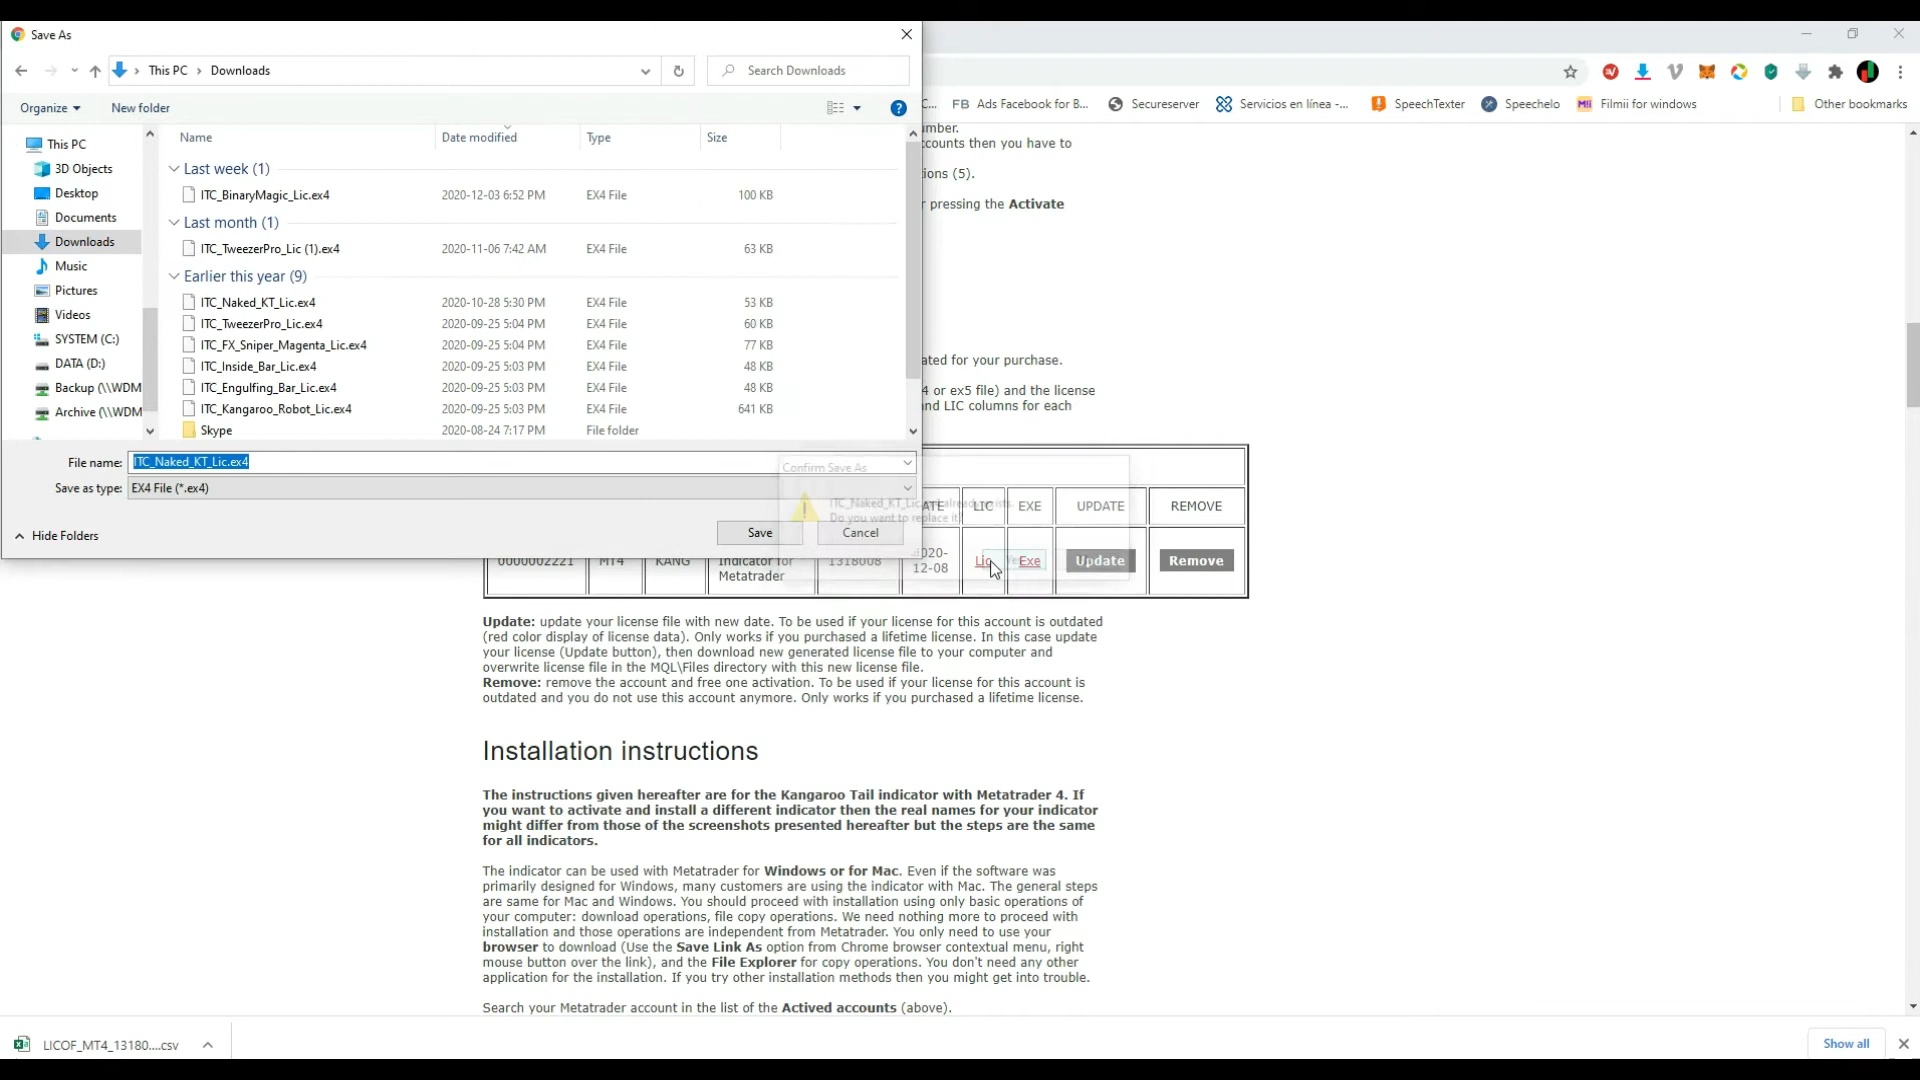 Save As
This PC
Downloads
Search Downloads
Organize
New folder
Name
Date modified
Type
Size
This PC
3D Objects
Desktop
Documents
Downloads
Music
Pictures
Videos
SYSTEM (C:)
DATA (D:)
Backup (\\WDM
Archive (\\WDM
Last week (1)
ITC_BinaryMagic_Lic.ex4 2020-12-03 6:52 PM EX4 File 100 KB
Last month (1)
ITC_TweezerPro_Lic (1).ex4 2020-11-06 7:42 AM EX4 File 63 KB
Earlier this year (9)
ITC_Naked_KT_Lic.ex4 2020-10-28 5:30 PM EX4 File 53 KB
ITC_TweezerPro_Lic.ex4 2020-09-25 5:04 PM EX4 File 60 KB
ITC_FX_Sniper_Magenta_Lic.ex4 2020-09-25 5:04 PM EX4 File 77 KB
ITC_Inside_Bar_Lic.ex4 2020-09-25 5:03 PM EX4 File 48 KB
ITC_Engulfing_Bar_Lic.ex4 2020-09-25 5:03 PM EX4 File 48 KB
ITC_Kangaroo_Robot_Lic.ex4 2020-09-25 5:03 PM EX4 File 641 KB
Skype 2020-08-24 7:17 PM File folder
File name: ITC_Naked_KT_Lic.ex4
Save as type: EX4 File (*.ex4)
Hide Folders
Save
Cancel
Confirm Save As
ITC_Naked_KT_Lic already exists.
Do you want to replace it?
C...
FB Ads Facebook for B...
Secureserver
Servicios en línea -...
SpeechTexter
Speechelo
Filmii for windows
Other bookmarks
mber.
counts then you have to
ions (5).
r pressing the Activate
ated for your purchase.
4 or ex5 file) and the license
nd LIC columns for each
ATE LIC EXE UPDATE REMOVE
0000002221 MT4 KANG Indicator for Metatrader 1318008 2020-12-08 Lic Exe Update Remove
Update: update your license file with new date. To be used if your license for this account is outdated
(red color display of license data). Only works if you purchased a lifetime license. In this case update
your license (Update button), then download new generated license file to your computer and
overwrite license file in the MQL\Files directory with this new license file.
Remove: remove the account and free one activation. To be used if your license for this account is
outdated and you do not use this account anymore. Only works if you purchased a lifetime license.
Installation instructions
The instructions given hereafter are for the Kangaroo Tail indicator with Metatrader 4. If
you want to activate and install a different indicator then the real names for your indicator
might differ from those of the screenshots presented hereafter but the steps are the same
for all indicators.
The indicator can be used with Metatrader for Windows or for Mac. Even if the software was
primarily designed for Windows, many customers are using the indicator with Mac. The general steps
are same for Mac and Windows. You should proceed with installation using only basic operations of
your computer: download operations, file copy operations. We need nothing more to proceed with
installation and those operations are independent from Metatrader. You only need to use your
browser to download (Use the Save Link As option from Chrome browser contextual menu, right
mouse button over the link), and the File Explorer for copy operations. You don't need any other
application for the installation. If you try other installation methods then you might get into trouble.
Search your Metatrader account in the list of the Actived accounts (above).
LICOF_MT4_13180....csv
Show all